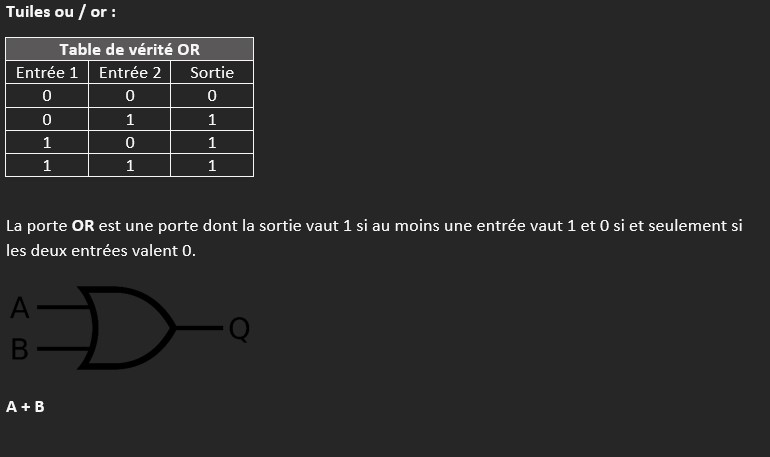 Tuiles ou / or :
Table de vérité OR
Entrée 1 Entrée 2 Sortie
0 0 0
0 1 1
1 0 1
1 1 1
La porte OR est une porte dont la sortie vaut 1 si au moins une entrée vaut 1 et 0 si et seulement si
les deux entrées valent 0.
A
Q
B
A + B